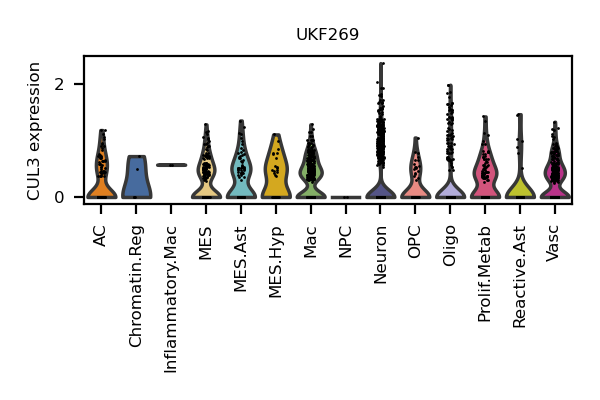 UKF269
CUL3 expression
2
0
AC
Chromatin.Reg
Inflammatory.Mac
MES
MES.Ast
MES.Hyp
Mac
NPC
Neuron
OPC
Oligo
Prolif.Metab
Reactive.Ast
Vasc